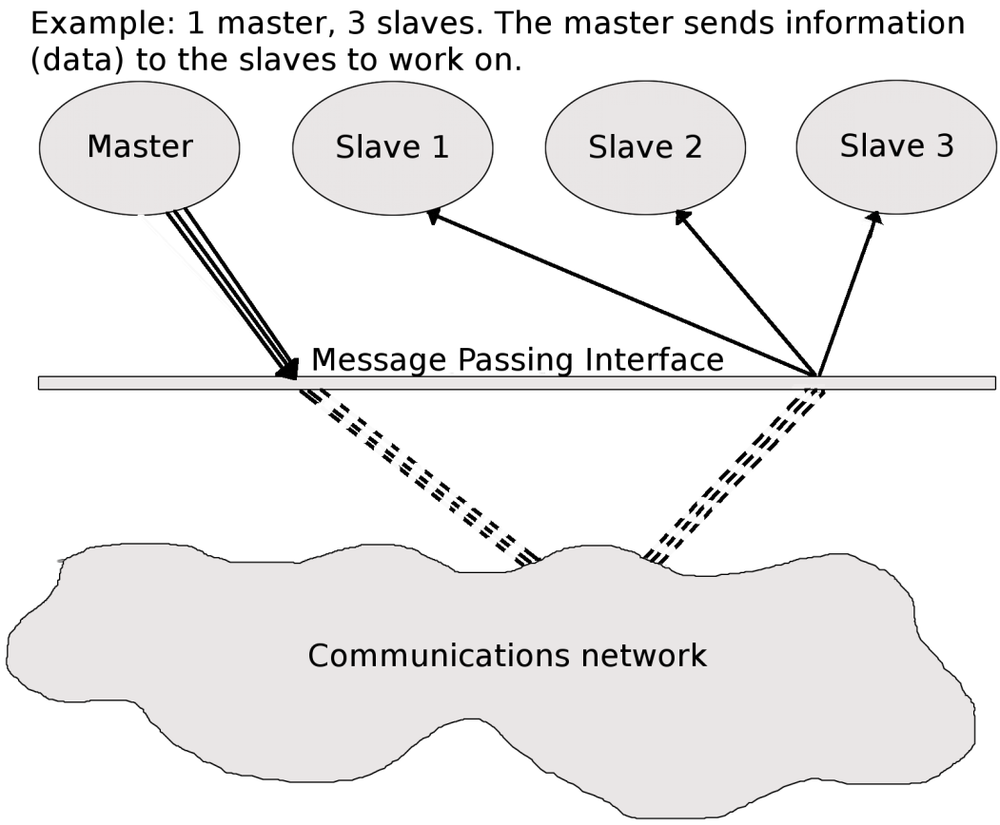 Example: 1 master, 3 slaves. The master sends information
(data) to the slaves to work on.
Master
Slave 1
Slave 2
Slave 3
Message Passing Interface
Communications network